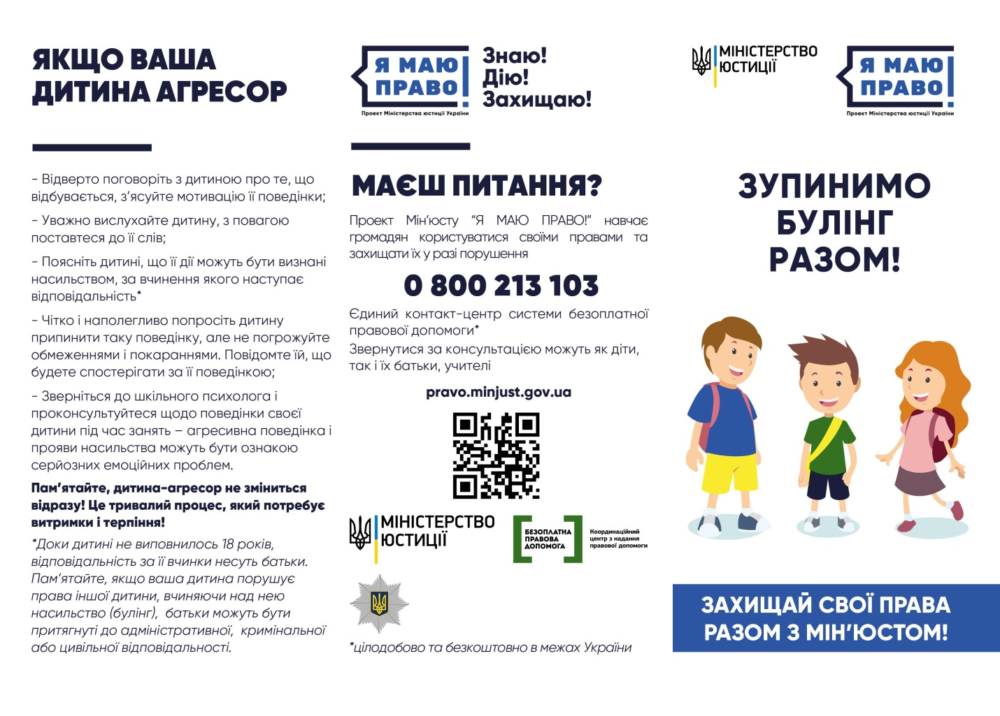 ЯКЩО ВАША
ДИТИНА АГРЕСОР
- Відверто поговоріть з дитиною про те, що
відбувається, з’ясуйте мотивацію її поведінки;
- Уважно вислухайте дитину, з повагою
поставтеся до її слів;
- Поясніть дитині, що її дії можуть бути визнані
насильством, за вчинення якого наступає
відповідальність*
- Чітко і наполегливо попросіть дитину
припинити таку поведінку, але не погрожуйте
обмеженнями і покараннями. Повідомте їй, що
будете спостерігати за її поведінкою;
- Зверніться до шкільного психолога і
проконсультуйтеся щодо поведінки своєї
дитини під час занять – агресивна поведінка і
прояви насильства можуть бути ознакою
серйозних емоційних проблем.
Пам’ятайте, дитина-агресор не зміниться
відразу! Це тривалий процес, який потребує
витримки і терпіння!
*Доки дитині не виповнилось 18 років,
відповідальність за її вчинки несуть батьки.
Пам’ятайте, якщо ваша дитина порушує
права іншої дитини, вчиняючи над нею
насильство (булінг), батьки можуть бути
притягнуті до адміністративної, кримінальної
або цивільної відповідальності.
Я МАЮ
ПРАВО!
Проект Міністерства юстиції України
Знаю!
Дію!
Захищаю!
МАЄШ ПИТАННЯ?
Проект Мін’юсту “Я МАЮ ПРАВО!” навчає
громадян користуватися своїми правами та
захищати їх у разі порушення
0 800 213 103
Єдиний контакт-центр системи безоплатної
правової допомоги*
Звернутися за консультацією можуть як діти,
так і їх батьки, учителі
pravo.minjust.gov.ua
МІНІСТЕРСТВО
ЮСТИЦІЇ
БЕЗОПЛАТНА
ПРАВОВА
ДОПОМОГА
Координаційний
центр з надання
правової допомоги
*цілодобово та безкоштовно в межах України
МІНІСТЕРСТВО
ЮСТИЦІЇ
Я МАЮ
ПРАВО!
Проект Міністерства юстиції України
ЗУПИНИМО
БУЛІНГ
РАЗОМ!
ЗАХИЩАЙ СВОЇ ПРАВА
РАЗОМ З МІН’ЮСТОМ!